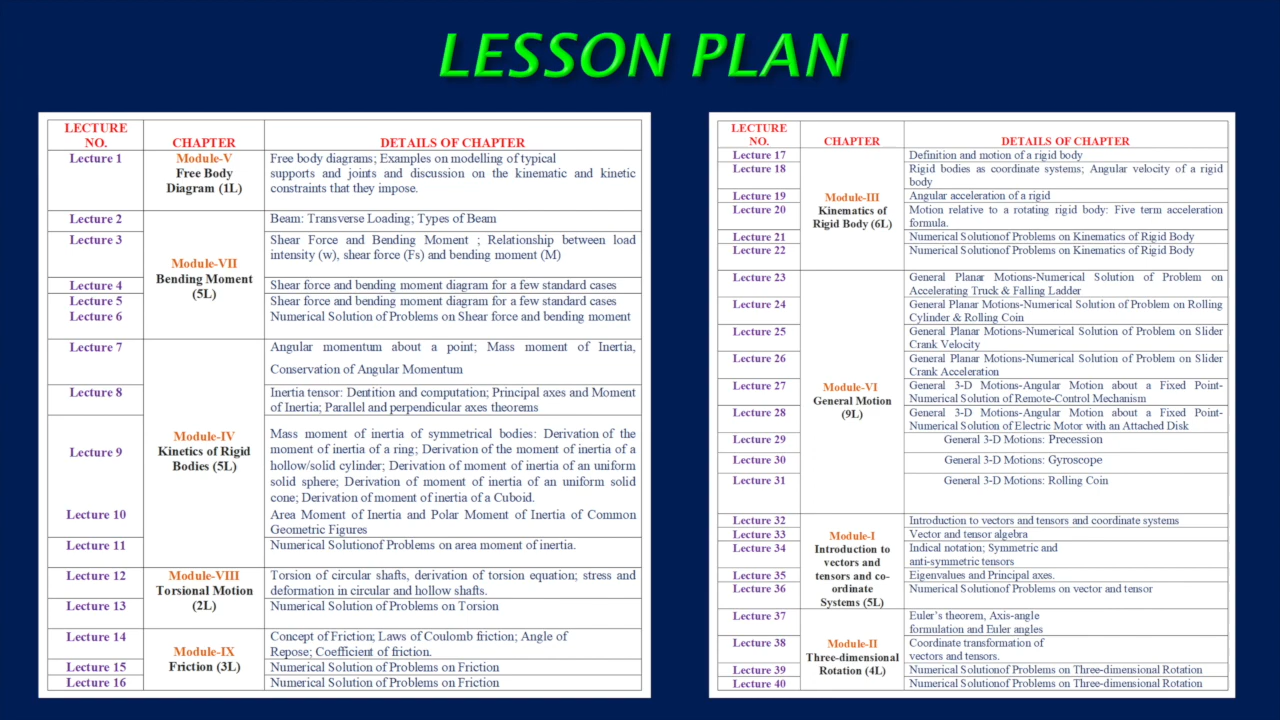 LESSON PLAN
LECTURE NO. CHAPTER DETAILS OF CHAPTER
Lecture 1 Module-V Free body diagrams; Examples on modelling of typical
Free Body supports and joints and discussion on the kinematic and kinetic
Diagram (1L) constraints that they impose.
Lecture 2 Beam: Transverse Loading; Types of Beam
Lecture 3 Shear Force and Bending Moment ; Relationship between load
intensity (w), shear force (Fs) and bending moment (M)
Module-VII
Bending Moment
(5L)
Lecture 4 Shear force and bending moment diagram for a few standard cases
Lecture 5 Shear force and bending moment diagram for a few standard cases
Lecture 6 Numerical Solution of Problems on Shear force and bending moment
Lecture 7 Angular momentum about a point; Mass moment of Inertia,
Conservation of Angular Momentum
Lecture 8 Inertia tensor: Dentition and computation; Principal axes and Moment
of Inertia; Parallel and perpendicular axes theorems
Module-IV
Kinetics of Rigid
Bodies (5L)
Lecture 9 Mass moment of inertia of symmetrical bodies: Derivation of the
moment of inertia of a ring; Derivation of the moment of inertia of a
hollow/solid cylinder; Derivation of moment of inertia of an uniform
solid sphere; Derivation of moment of inertia of an uniform solid
cone; Derivation of moment of inertia of a Cuboid.
Lecture 10 Area Moment of Inertia and Polar Moment of Inertia of Common
Geometric Figures
Lecture 11 Numerical Solutionof Problems on area moment of inertia.
Lecture 12 Module-VIII Torsion of circular shafts, derivation of torsion equation; stress and
Torsional Motion deformation in circular and hollow shafts.
Lecture 13 (2L) Numerical Solution of Problems on Torsion
Lecture 14 Concept of Friction; Laws of Coulomb friction; Angle of
Module-IX Repose; Coefficient of friction.
Lecture 15 Friction (3L) Numerical Solution of Problems on Friction
Lecture 16 Numerical Solution of Problems on Friction
LECTURE NO. CHAPTER DETAILS OF CHAPTER
Lecture 17 Definition and motion of a rigid body
Lecture 18 Rigid bodies as coordinate systems; Angular velocity of a rigid
body
Lecture 19 Module-III Angular acceleration of a rigid
Lecture 20 Kinematics of Motion relative to a rotating rigid body: Five term acceleration
Rigid Body (6L) formula.
Lecture 21 Numerical Solutionof Problems on Kinematics of Rigid Body
Lecture 22 Numerical Solutionof Problems on Kinematics of Rigid Body
Lecture 23 General Planar Motions-Numerical Solution of Problem on
Accelerating Truck & Falling Ladder
Lecture 24 General Planar Motions-Numerical Solution of Problem on Rolling
Cylinder & Rolling Coin
Lecture 25 General Planar Motions-Numerical Solution of Problem on Slider
Crank Velocity
Lecture 26 General Planar Motions-Numerical Solution of Problem on Slider
Crank Acceleration
Module-VI
General Motion
(9L)
Lecture 27 General 3-D Motions-Angular Motion about a Fixed Point-
Numerical Solution of Remote-Control Mechanism
Lecture 28 General 3-D Motions-Angular Motion about a Fixed Point-
Numerical Solution of Electric Motor with an Attached Disk
Lecture 29 General 3-D Motions: Precession
Lecture 30 General 3-D Motions: Gyroscope
Lecture 31 General 3-D Motions: Rolling Coin
Lecture 32 Introduction to vectors and tensors and coordinate systems
Lecture 33 Module-I Vector and tensor algebra
Lecture 34 Introduction to Indical notation; Symmetric and
vectors and anti-symmetric tensors
Lecture 35 tensors and co- Eigenvalues and Principal axes.
Lecture 36 ordinate Numerical Solutionof Problems on vector and tensor
Systems (5L)
Lecture 37 Euler's theorem, Axis-angle
formulation and Euler angles
Lecture 38 Module-II Coordinate transformation of
Three-dimensional vectors and tensors.
Lecture 39 Rotation (4L) Numerical Solutionof Problems on Three-dimensional Rotation
Lecture 40 Numerical Solutionof Problems on Three-dimensional Rotation